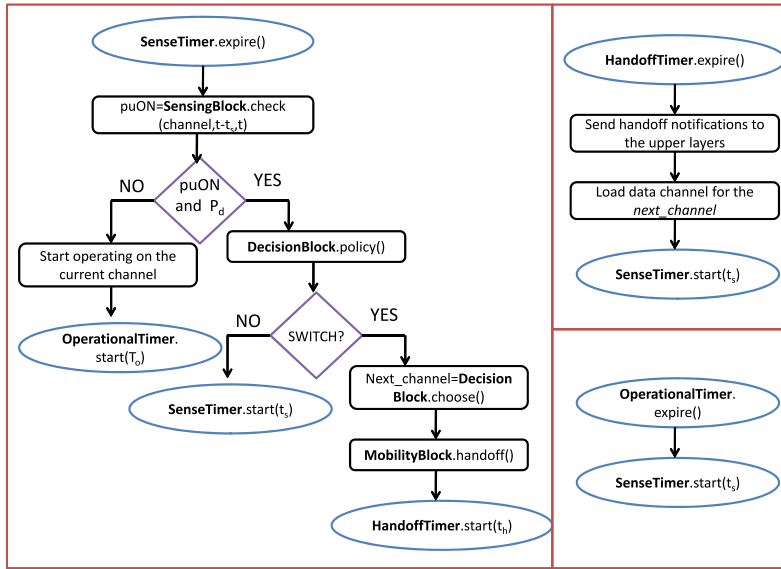 SenseTimer.expire()
puON=SensingBlock.check
(channel,t-ts,t)
NO
YES
puON
and Pd
Start operating on the
current channel
DecisionBlock.policy()
OperationalTimer.
start(To)
NO
YES
SWITCH?
SenseTimer.start(ts)
Next_channel=Decision
Block.choose()
MobilityBlock.handoff()
HandoffTimer.start(th)
HandoffTimer.expire()
Send handoff notifications to
the upper layers
Load data channel for the
next_channel
SenseTimer.start(ts)
OperationalTimer.
expire()
SenseTimer.start(ts)